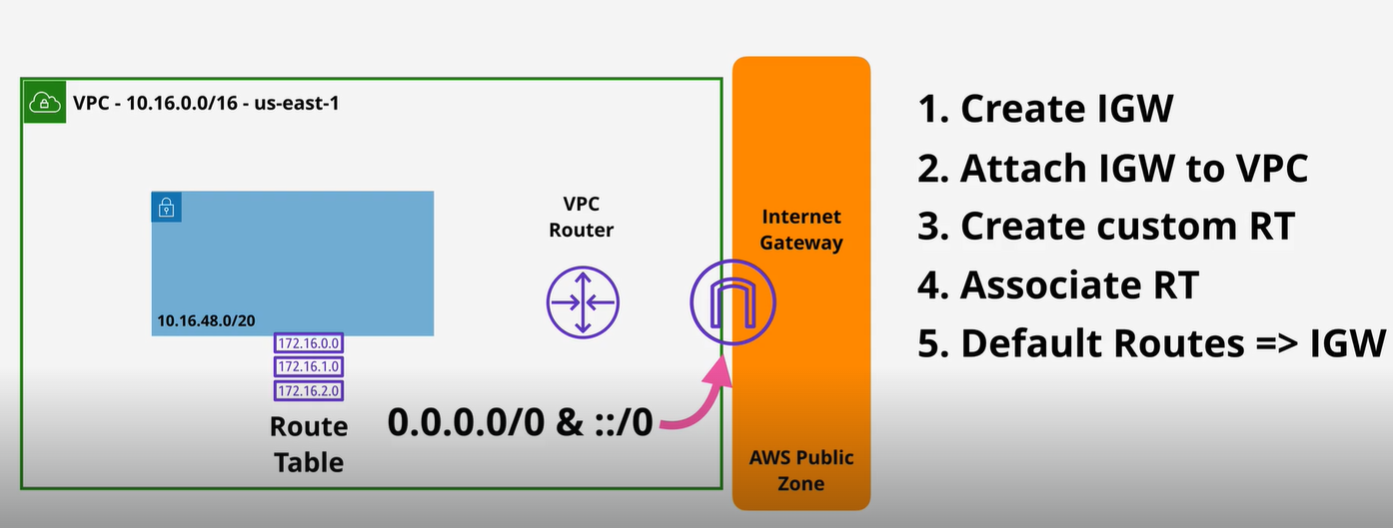 VPC - 10.16.0.0/16 - us-east-1
10.16.48.0/20
172.16.0.0
172.16.1.0
172.16.2.0
Route
Table
0.0.0.0/0 & ::/0
VPC
Router
Internet
Gateway
AWS Public
Zone
1. Create IGW
2. Attach IGW to VPC
3. Create custom RT
4. Associate RT
5. Default Routes => IGW